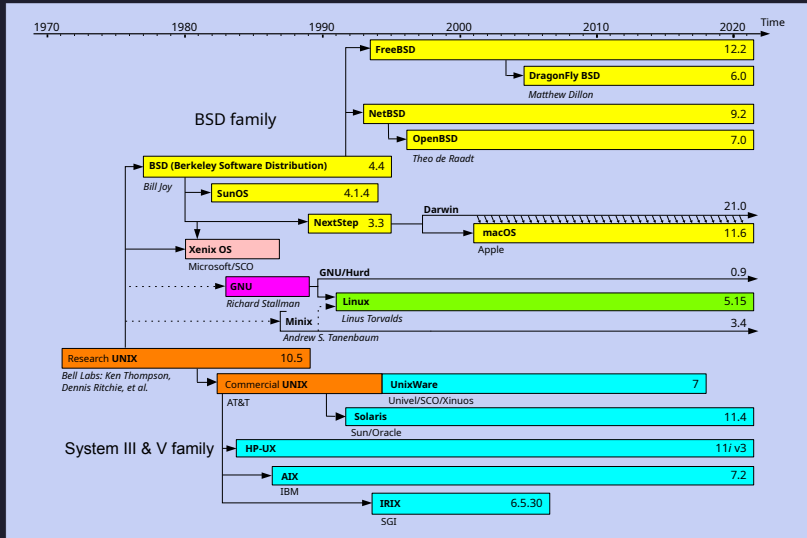 1970 1980 1990 2000 2010 2020 Time
FreeBSD 12.2
DragonFly BSD 6.0
Matthew Dillon
BSD family
NetBSD 9.2
OpenBSD 7.0
Theo de Raadt
BSD (Berkeley Software Distribution) 4.4
Bill Joy
SunOS 4.1.4
Darwin 21.0
NextStep 3.3
macOS 11.6
Apple
Xenix OS
Microsoft/SCO
GNU/Hurd 0.9
GNU
Richard Stallman
Linux 5.15
Linus Torvalds
Minix 3.4
Andrew S. Tanenbaum
Research UNIX 10.5
Bell Labs: Ken Thompson,
Dennis Ritchie, et al.
Commercial UNIX
AT&T
UnixWare 7
Univel/SCO/Xinuos
Solaris 11.4
Sun/Oracle
System III & V family
HP-UX 11i v3
AIX 7.2
IBM
IRIX 6.5.30
SGI